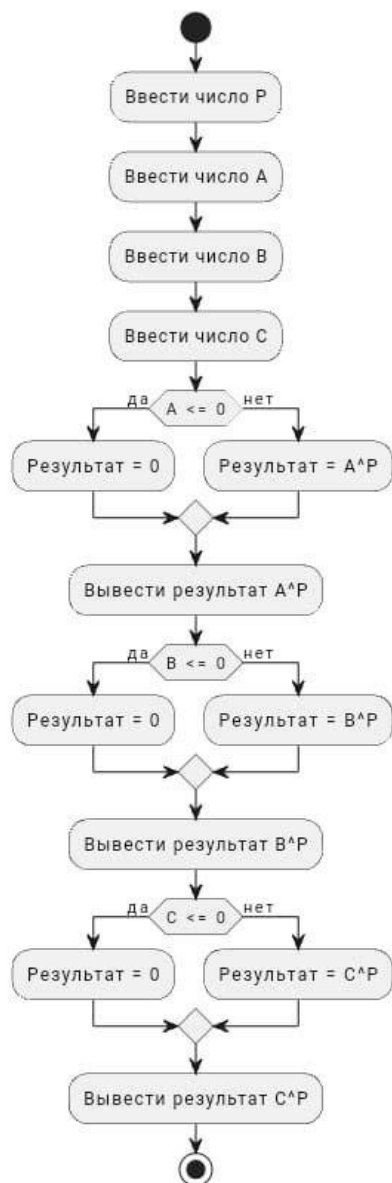 Ввести число P
Ввести число A
Ввести число B
Ввести число C
да A <= 0 нет
Результат = 0 Результат = A^P
Вывести результат A^P
да B <= 0 нет
Результат = 0 Результат = B^P
Вывести результат B^P
да C <= 0 нет
Результат = 0 Результат = C^P
Вывести результат C^P